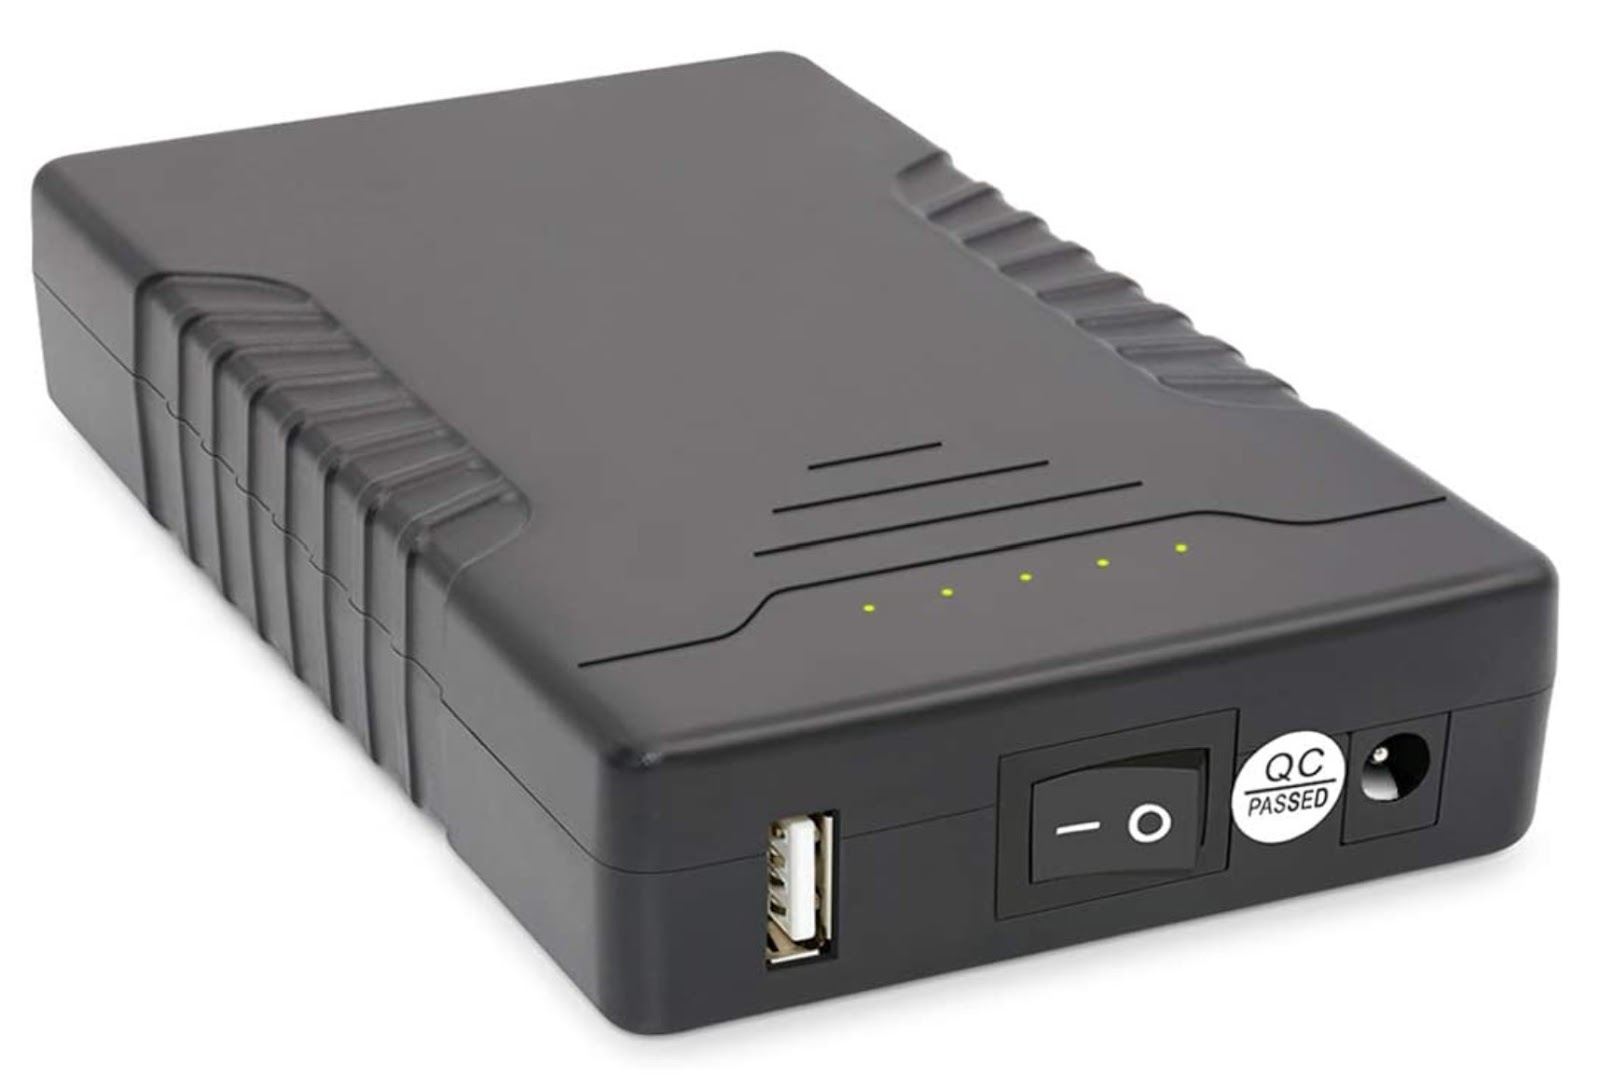 — O
QC
PASSED